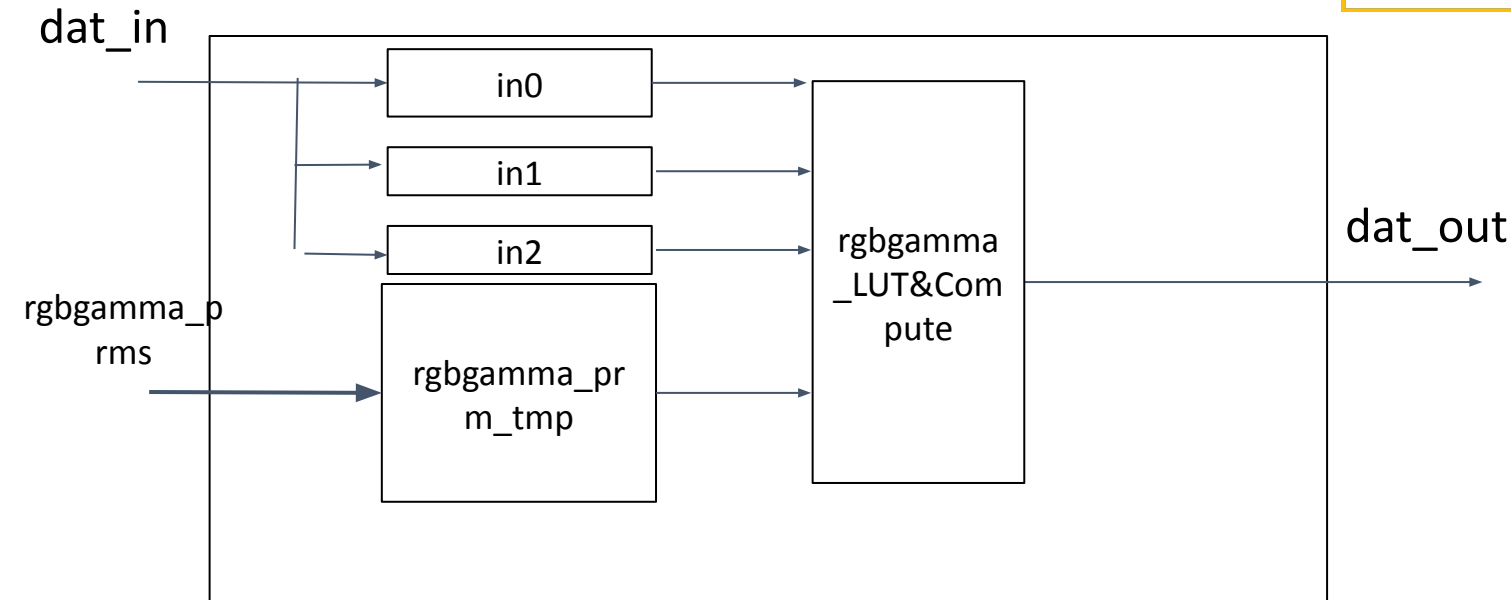 dat_in
in0
in1
in2
rgbgamma_p
rms
rgbgamma_pr
m_tmp
rgbgamma
_LUT&Com
pute
dat_out